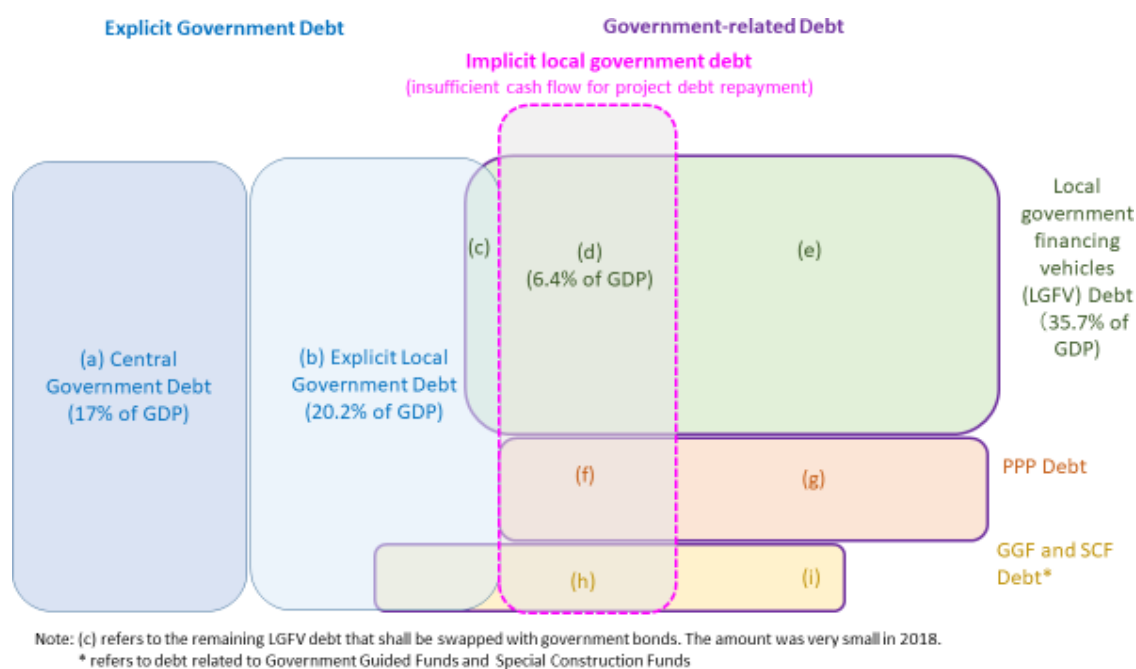 Explicit Government Debt
Government-related Debt
Implicit local government debt
(insufficient cash flow for project debt repayment)
(a) Central
Government Debt
(17% of GDP)
(b) Explicit Local
Government Debt
(20.2% of GDP)
(c)
(d)
(6.4% of GDP)
(e)
Local
government
financing
vehicles
(LGFV) Debt
(35.7% of
GDP)
(f)
(g)
PPP Debt
(h)
(i)
GGF and SCF
Debt*
Note: (c) refers to the remaining LGFV debt that shall be swapped with government bonds. The amount was very small in 2018.
* refers to debt related to Government Guided Funds and Special Construction Funds